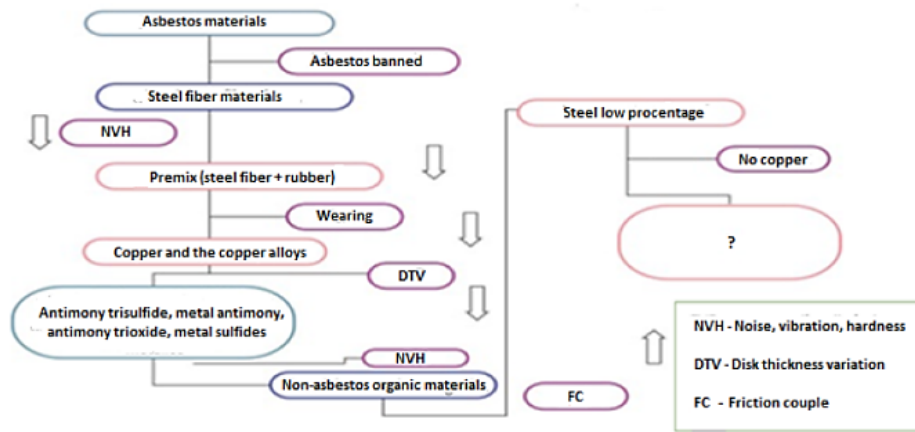 Asbestos materials
Asbestos banned
Steel fiber materials
NVH
Premix (steel fiber + rubber)
Wearing
Copper and the copper alloys
DTV
Antimony trisulfide, metal antimony,
antimony trioxide, metal sulfides
NVH
Non-asbestos organic materials
FC
Steel low procentage
No copper
?
NVH - Noise, vibration, hardness
DTV - Disk thickness variation
FC - Friction couple